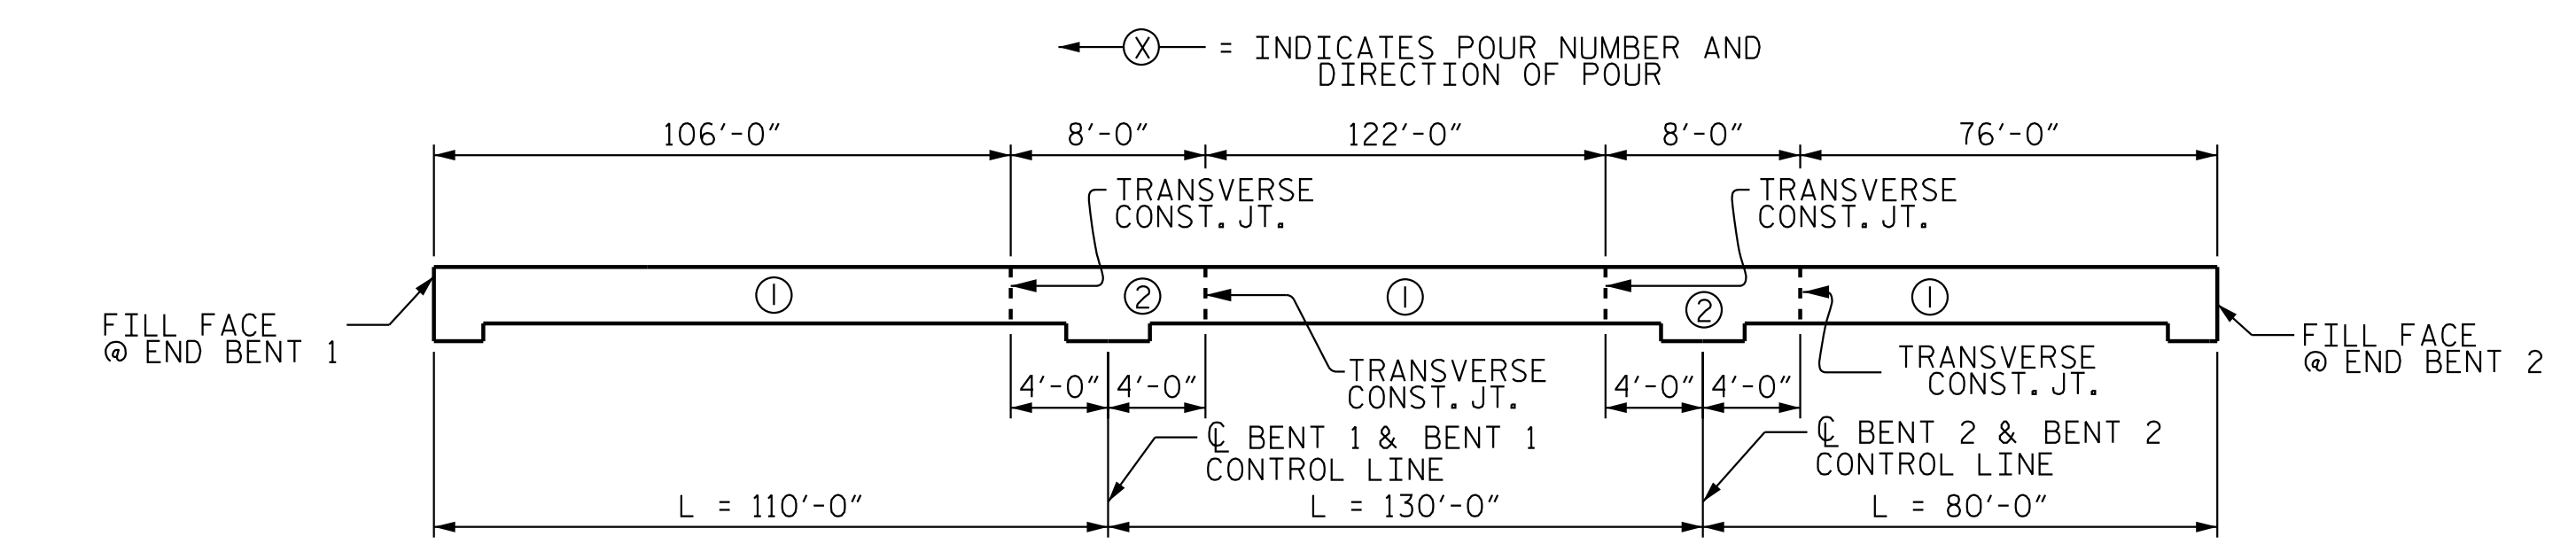 X = INDICATES POUR NUMBER AND
DIRECTION OF POUR
106'-0" 8'-0" 122'-0" 8'-0" 76'-0"
TRANSVERSE
CONST. JT.
TRANSVERSE
CONST. JT.
1 2 1 2 1
FILL FACE
@ END BENT 1
FILL FACE
@ END BENT 2
4'-0" 4'-0"
TRANSVERSE
CONST. JT.
4'-0" 4'-0"
TRANSVERSE
CONST. JT.
℄ BENT 1 & BENT 1
CONTROL LINE
℄ BENT 2 & BENT 2
CONTROL LINE
L = 110'-0" L = 130'-0" L = 80'-0"